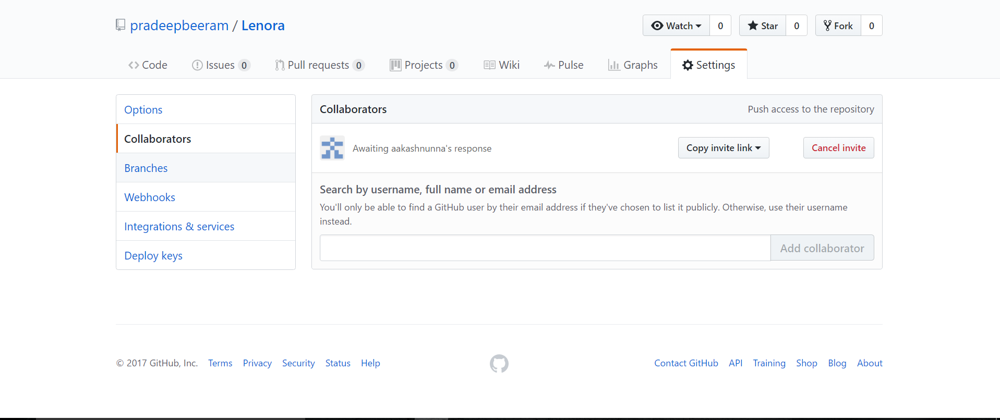 pradeepbeeram / Lenora
Watch 0 Star 0 Fork 0
Code Issues 0 Pull requests 0 Projects 0 Wiki Pulse Graphs Settings
Options
Collaborators
Branches
Webhooks
Integrations & services
Deploy keys
Collaborators Push access to the repository
Awaiting aakashnunna's response Copy invite link Cancel invite
Search by username, full name or email address
You'll only be able to find a GitHub user by their email address if they've chosen to list it publicly. Otherwise, use their username
instead.
Add collaborator
© 2017 GitHub, Inc. Terms Privacy Security Status Help Contact GitHub API Training Shop Blog About